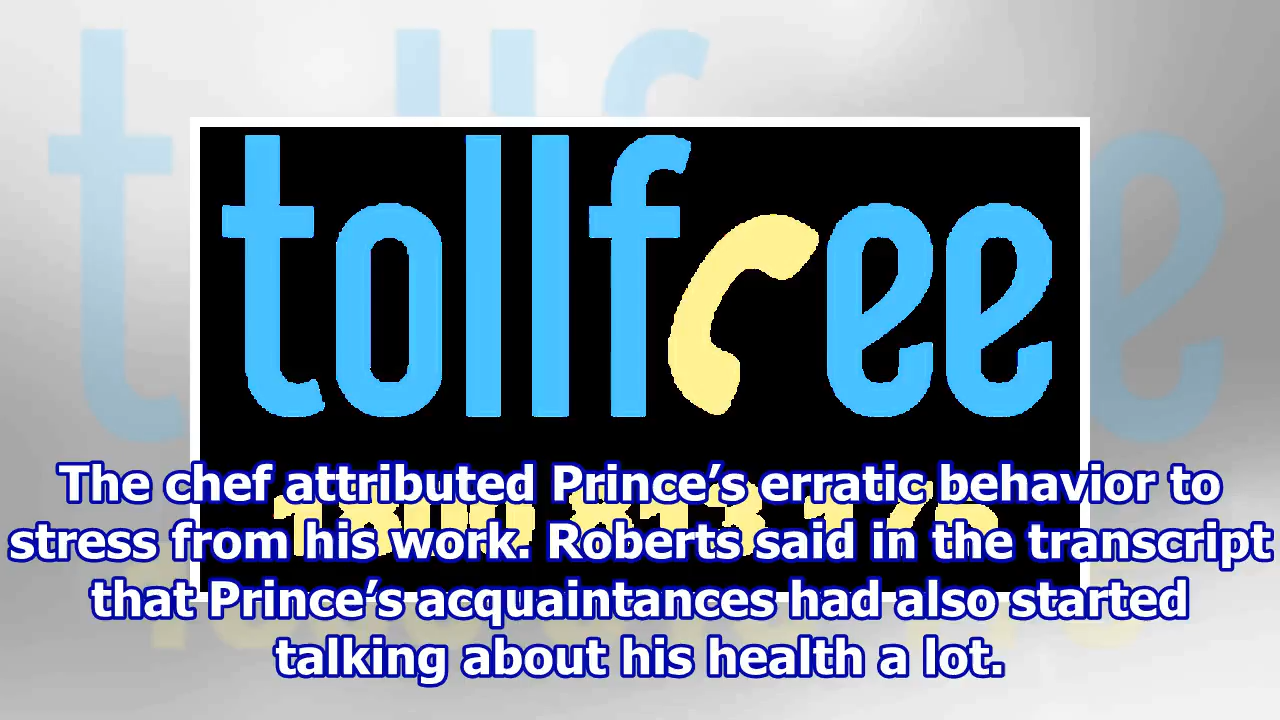 tollfree
The chef attributed Prince’s erratic behavior to
stress from his work. Roberts said in the transcript
that Prince’s acquaintances had also started
talking about his health a lot.